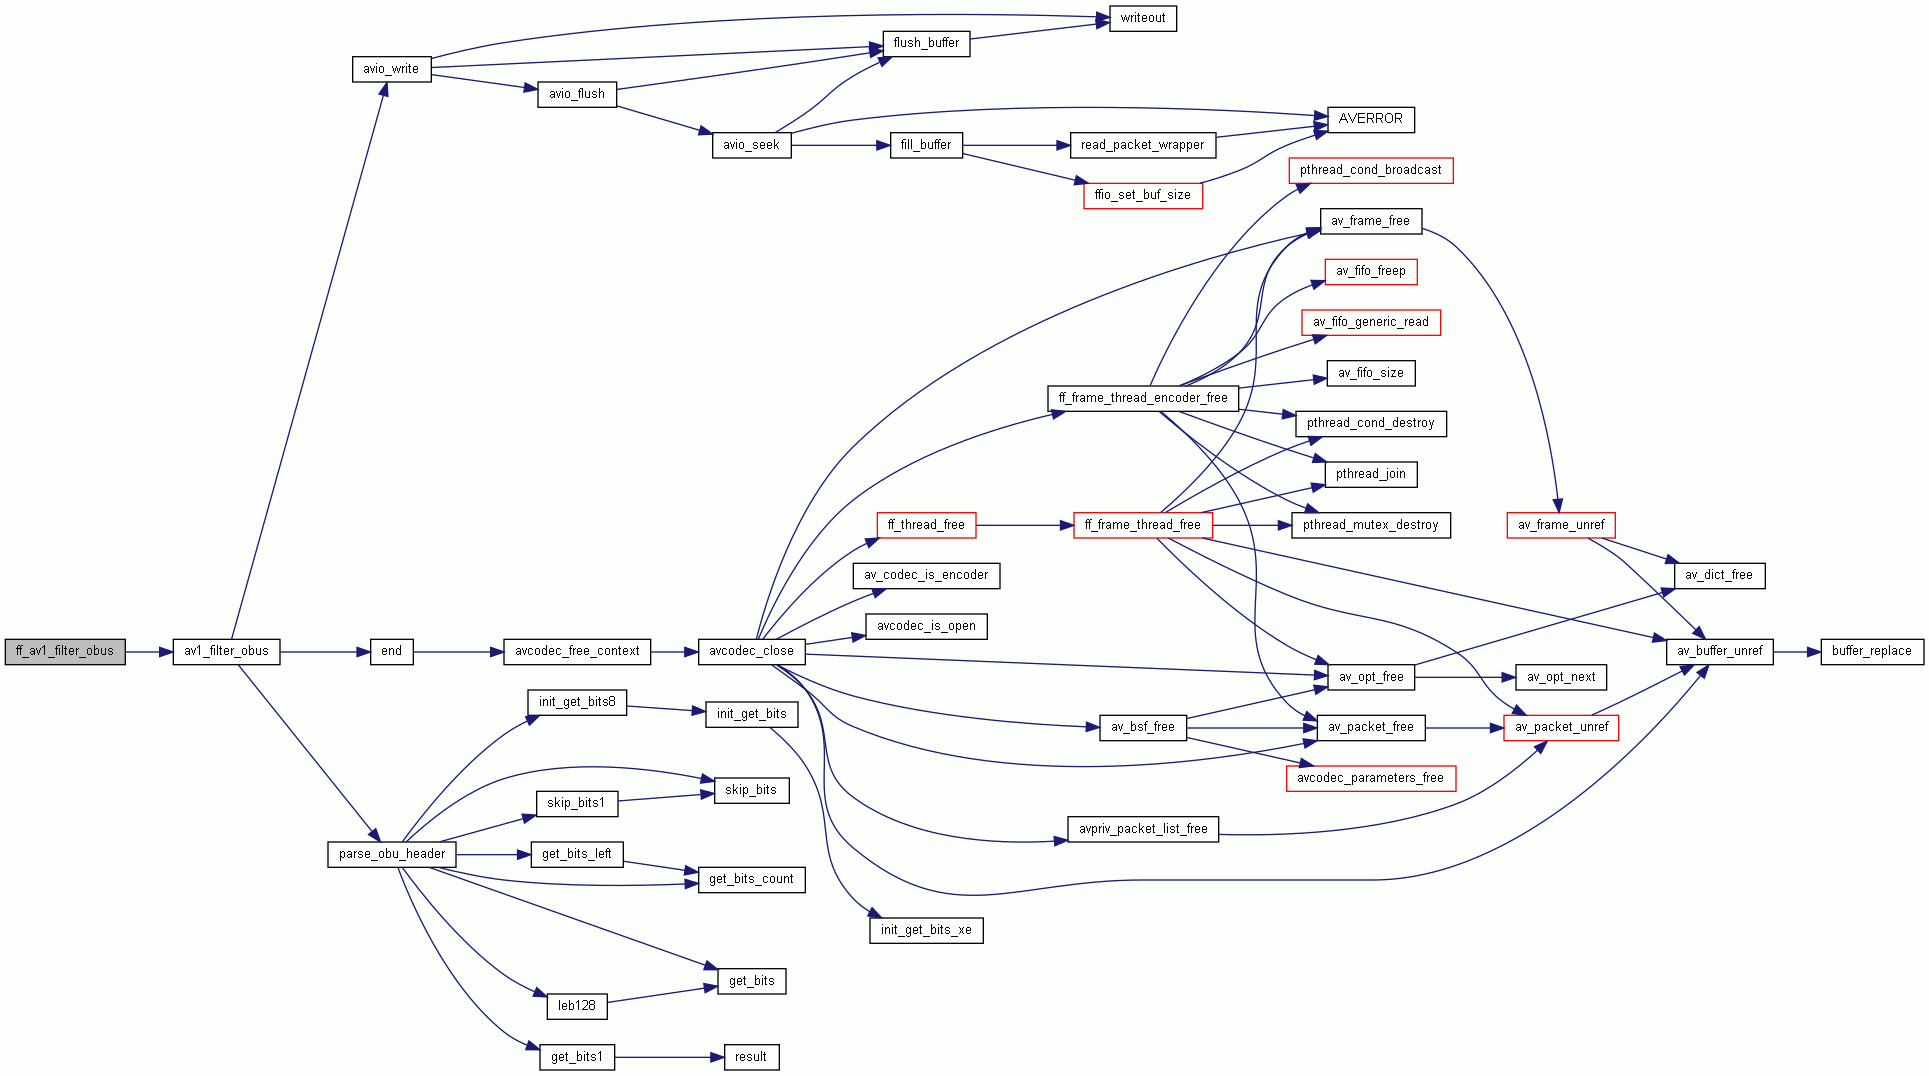 writeout
flush_buffer
avio_write
avio_flush
AVERROR
avio_seek
fill_buffer
read_packet_wrapper
pthread_cond_broadcast
ffio_set_buf_size
av_frame_free
av_fifo_freep
av_fifo_generic_read
av_fifo_size
ff_frame_thread_encoder_free
pthread_cond_destroy
pthread_join
ff_thread_free
ff_frame_thread_free
pthread_mutex_destroy
av_frame_unref
av_codec_is_encoder
av_dict_free
avcodec_is_open
ff_av1_filter_obus
av1_filter_obus
end
avcodec_free_context
avcodec_close
av_buffer_unref
buffer_replace
av_opt_free
av_opt_next
init_get_bits8
init_get_bits
av_bsf_free
av_packet_free
av_packet_unref
avcodec_parameters_free
skip_bits
skip_bits1
avpriv_packet_list_free
parse_obu_header
get_bits_left
get_bits_count
init_get_bits_xe
get_bits
leb128
get_bits1
result